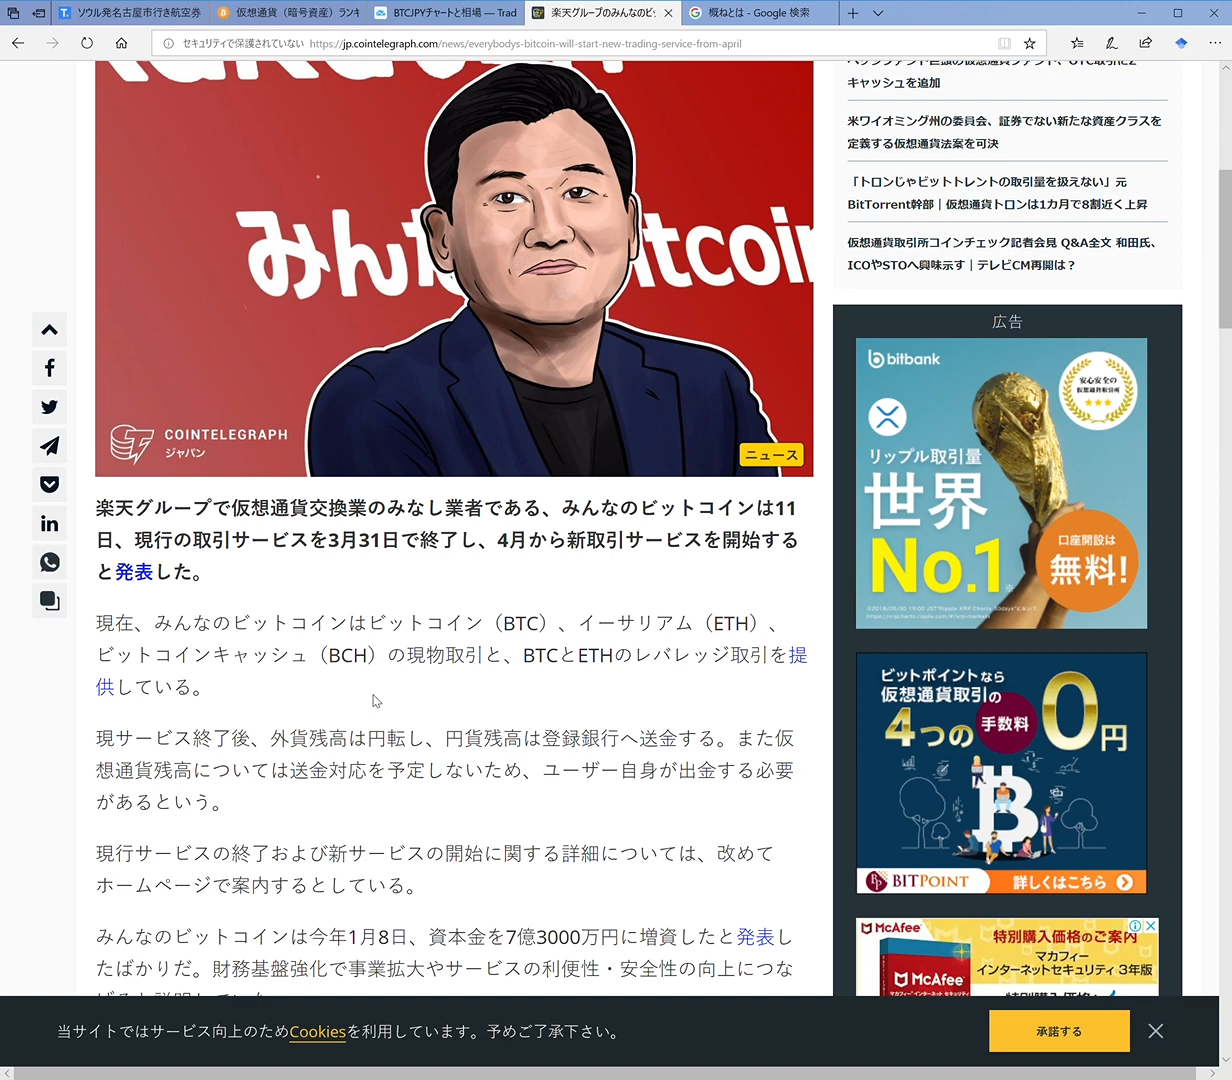 ソウル発名古屋市行き航空券
仮想通貨（暗号資産）ランキ
BTCJPYチャートと相場 — Trad
楽天グループのみんなのビッ
概ねとは - Google 検索
セキュリティで保護されていない
https://jp.cointelegraph.com/news/everybodys-bitcoin-will-start-new-trading-service-from-april
みん
tcoin
COINTELEGRAPH
ジャパン
ニュース
楽天グループで仮想通貨交換業のみなし業者である、みんなのビットコインは11
日、現行の取引サービスを3月31日で終了し、4月から新取引サービスを開始する
と発表した。
現在、みんなのビットコインはビットコイン（BTC）、イーサリアム（ETH）、
ビットコインキャッシュ（BCH）の現物取引と、BTCとETHのレバレッジ取引を提
供している。
現サービス終了後、外貨残高は円転し、円貨残高は登録銀行へ送金する。また仮
想通貨残高については送金対応を予定しないため、ユーザー自身が出金する必要
があるという。
現行サービスの終了および新サービスの開始に関する詳細については、改めて
ホームページで案内するとしている。
みんなのビットコインは今年1月8日、資本金を7億3000万円に増資したと発表し
たばかりだ。財務基盤強化で事業拡大やサービスの利便性・安全性の向上につな
キャッシュを追加
米ワイオミング州の委員会、証券でない新たな資産クラスを
定義する仮想通貨法案を可決
「トロンじゃビットトレントの取引量を扱えない」元
BitTorrent幹部｜仮想通貨トロンは1カ月で8割近く上昇
仮想通貨取引所コインチェック記者会見 Q&A全文 和田氏、
ICOやSTOへ興味示す｜テレビCM再開は？
広告
bitbank
安心安全の
仮想通貨取引所
リップル取引量
世界
No.1
口座開設は
無料!
ビットポイントなら
仮想通貨取引の
4つの
手数料
0円
BITPOINT
詳しくはこちら
McAfee
特別購入価格のご案内
マカフィー
インターネットセキュリティ 3年版
McAfee
当サイトではサービス向上のためCookiesを利用しています。予めご了承下さい。
承諾する